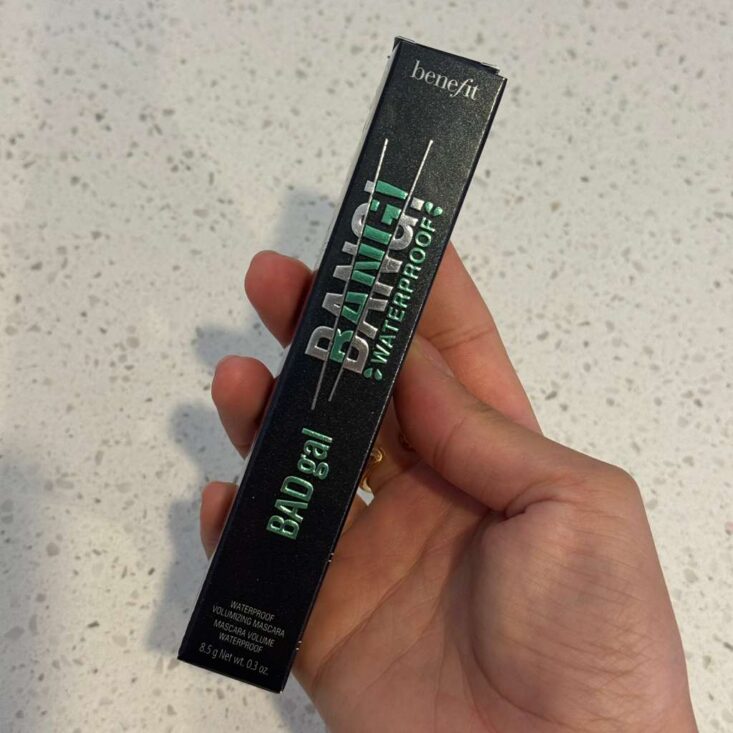 benefit
BADgal
BANG!
WATERPROOF
WATERPROOF
VOLUMIZING MASCARA
MASCARA VOLUME
WATERPROOF
8.5 g Net wt. 0.3 oz.